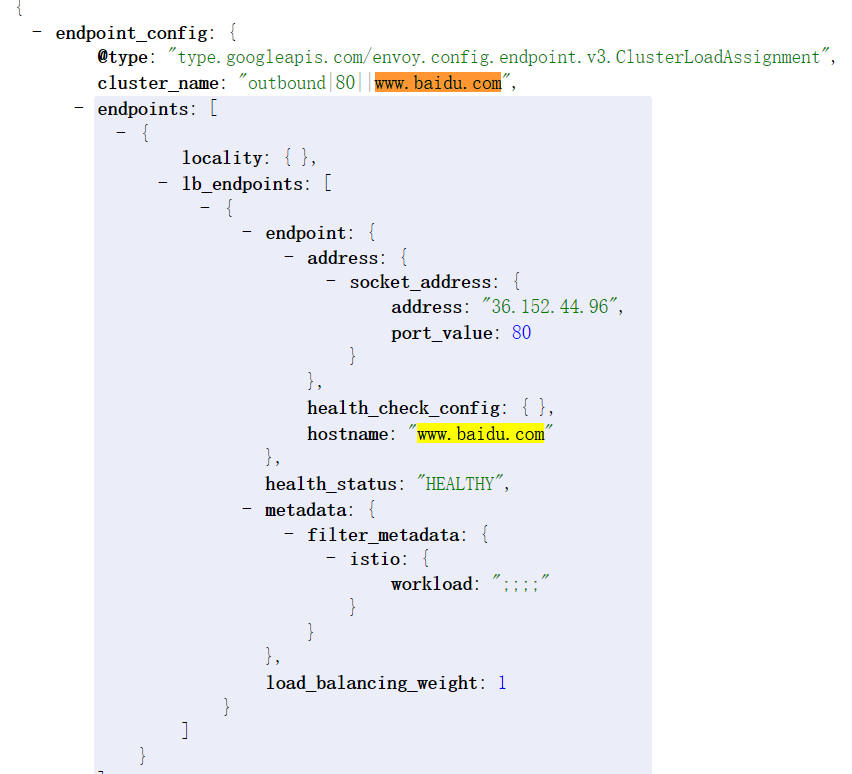 {
- endpoint_config: {
@type: "type.googleapis.com/envoy.config.endpoint.v3.ClusterLoadAssignment",
cluster_name: "outbound|80||www.baidu.com",
- endpoints: [
- {
locality: { },
- lb_endpoints: [
- {
- endpoint: {
- address: {
- socket_address: {
address: "36.152.44.96",
port_value: 80
}
},
health_check_config: { },
hostname: "www.baidu.com"
},
health_status: "HEALTHY",
- metadata: {
- filter_metadata: {
- istio: {
workload: ";;;;"
}
}
},
load_balancing_weight: 1
}
]
}